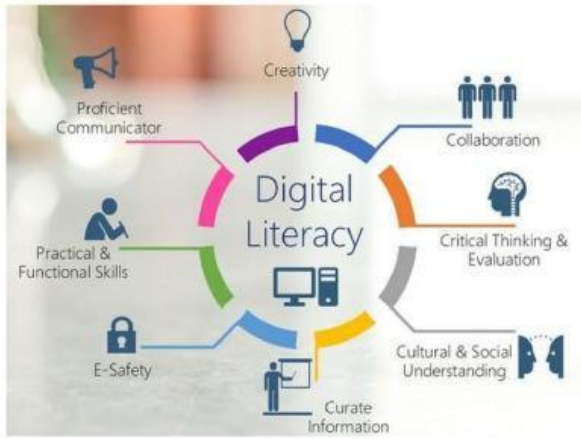 Creativity
Proficient
Communicator
Collaboration
Digital
Literacy
Critical Thinking &
Evaluation
Practical &
Functional Skills
Cultural & Social
Understanding
E-Safety
Curate
Information